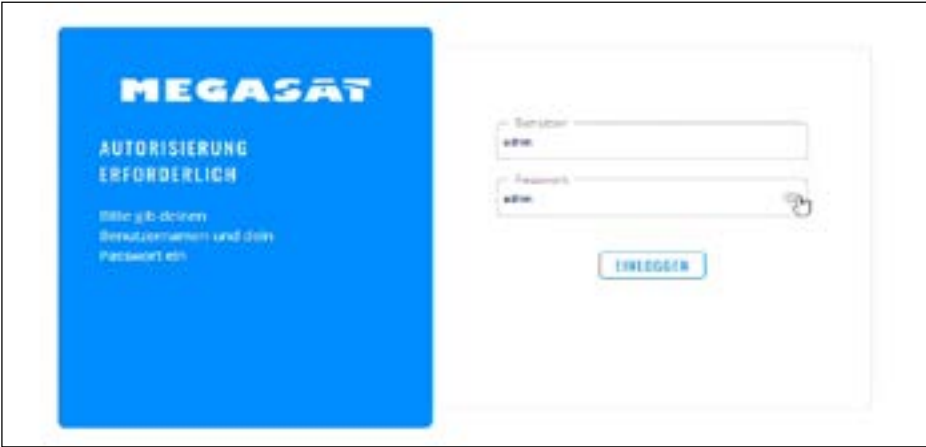 MEGASAT
AUTORISIERUNG
ERFORDERLICH
Bitte gib deinen
Benutzernamen und dein
Passwort ein
Benutzer
admin
Passwort
admin
EINLOGGEN